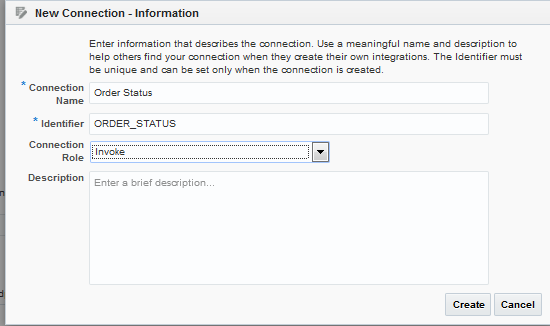 New Connection - Information
Enter information that describes the connection. Use a meaningful name and description to
help others find your connection when they create their own integrations. The Identifier must
be unique and can be set only when the connection is created.
* Connection
Name
Order Status
* Identifier
ORDER_STATUS
Connection
Role
Invoke
Description
Enter a brief description...
Create
Cancel